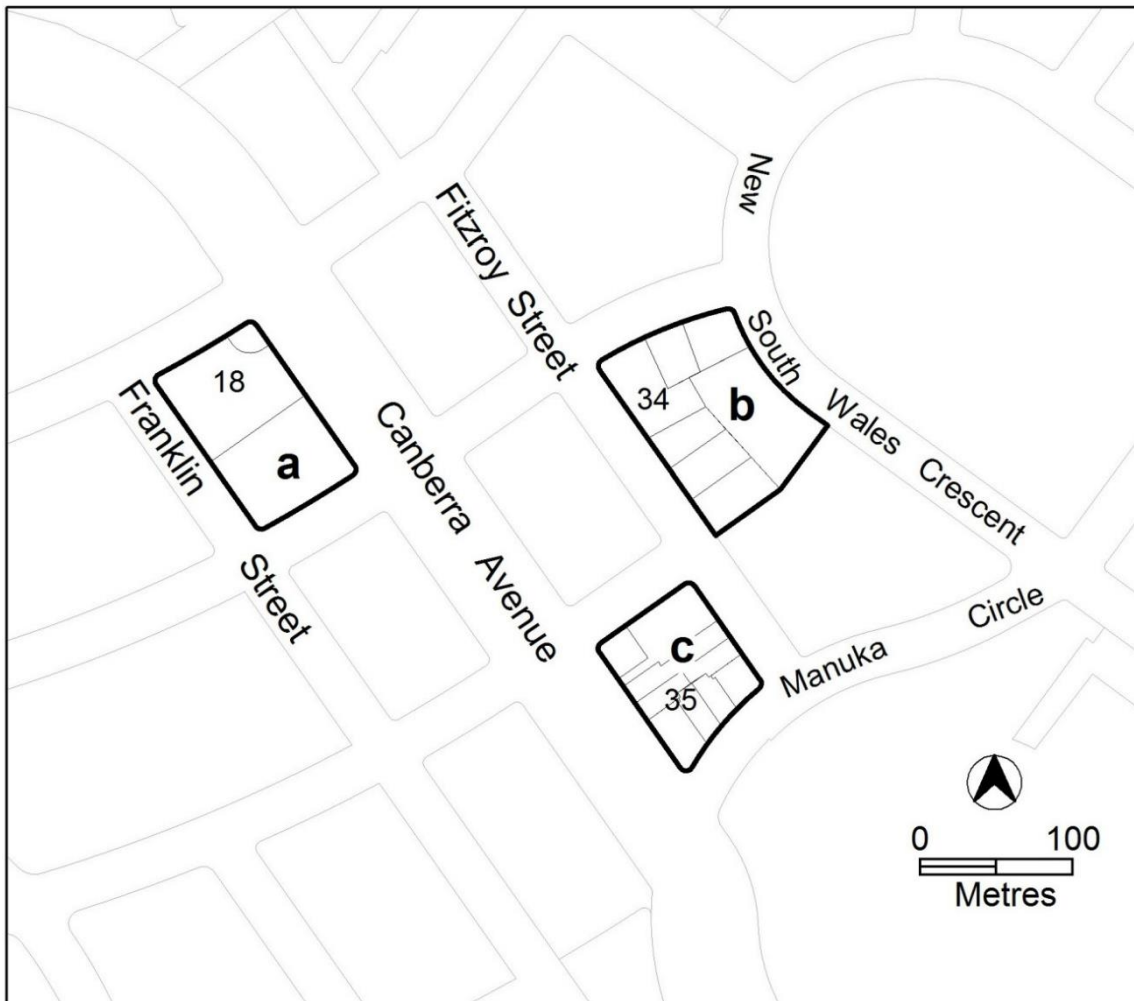 New
South
Wales
Crescent
Fitzroy Street
18
a
Franklin
Street
34
b
Canberra
Avenue
c
35
Manuka
Circle
0 100
Metres